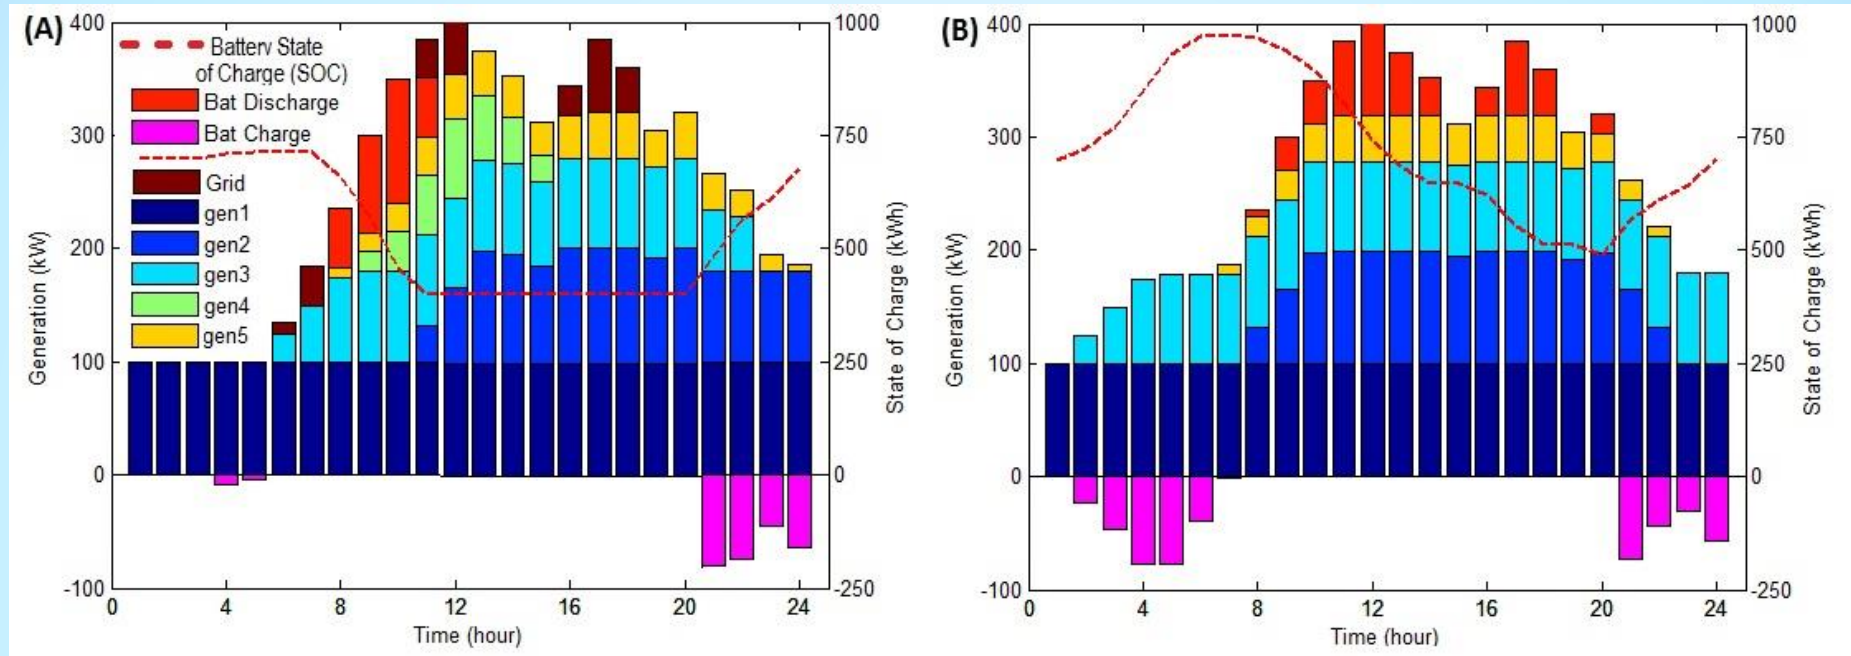 (A)
400
300
200
100
0
-100
Generation (kW)
Battery State
of Charge (SOC)
Bat Discharge
Bat Charge
Grid
gen1
gen2
gen3
gen4
gen5
1000
750
500
250
0
-250
State of Charge (kWh)
0 4 8 12 16 20 24
Time (hour)
(B)
400
300
200
100
0
-100
Generation (kW)
1000
750
500
250
0
-250
State of Charge (kWh)
0 4 8 12 16 20 24
Time (hour)